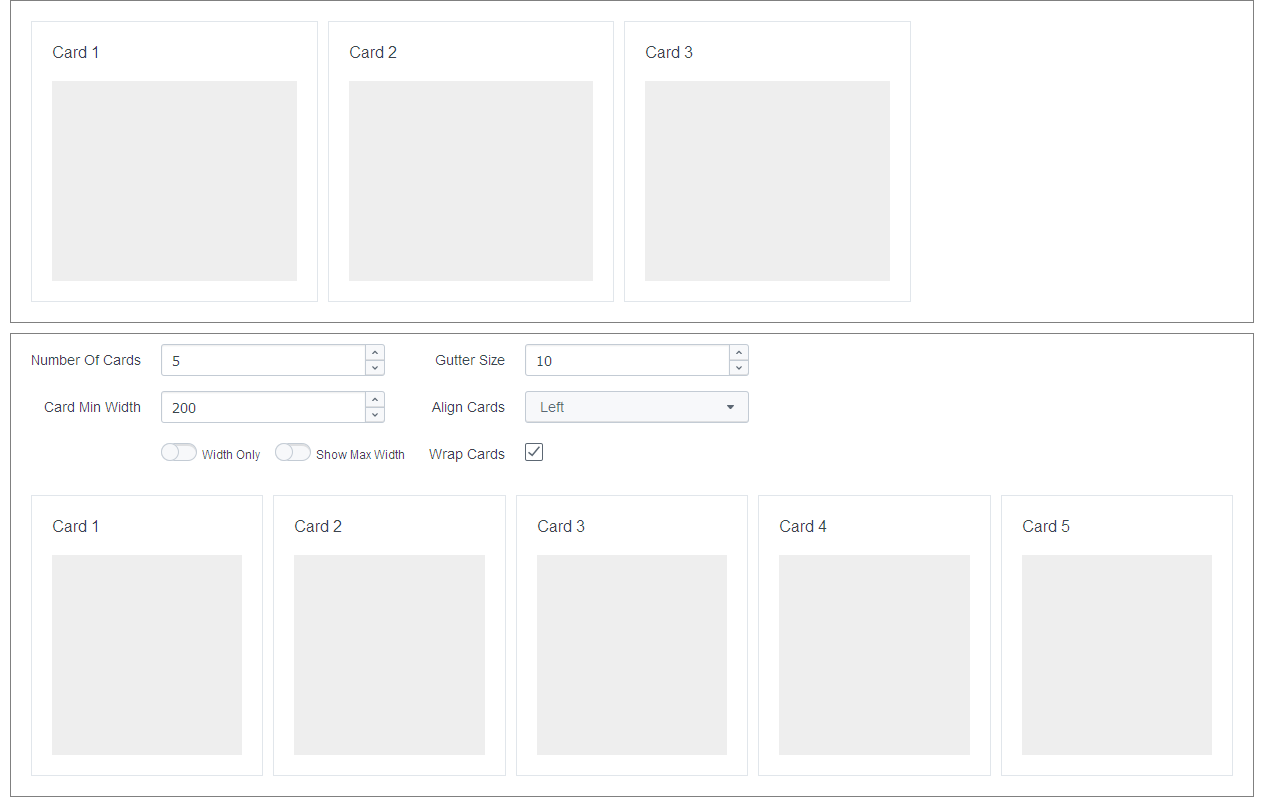 Card 1 Card 2 Card 3
Number Of Cards 5 Gutter Size 10
Card Min Width 200 Align Cards Left
Width Only Show Max Width Wrap Cards
Card 1 Card 2 Card 3 Card 4 Card 5